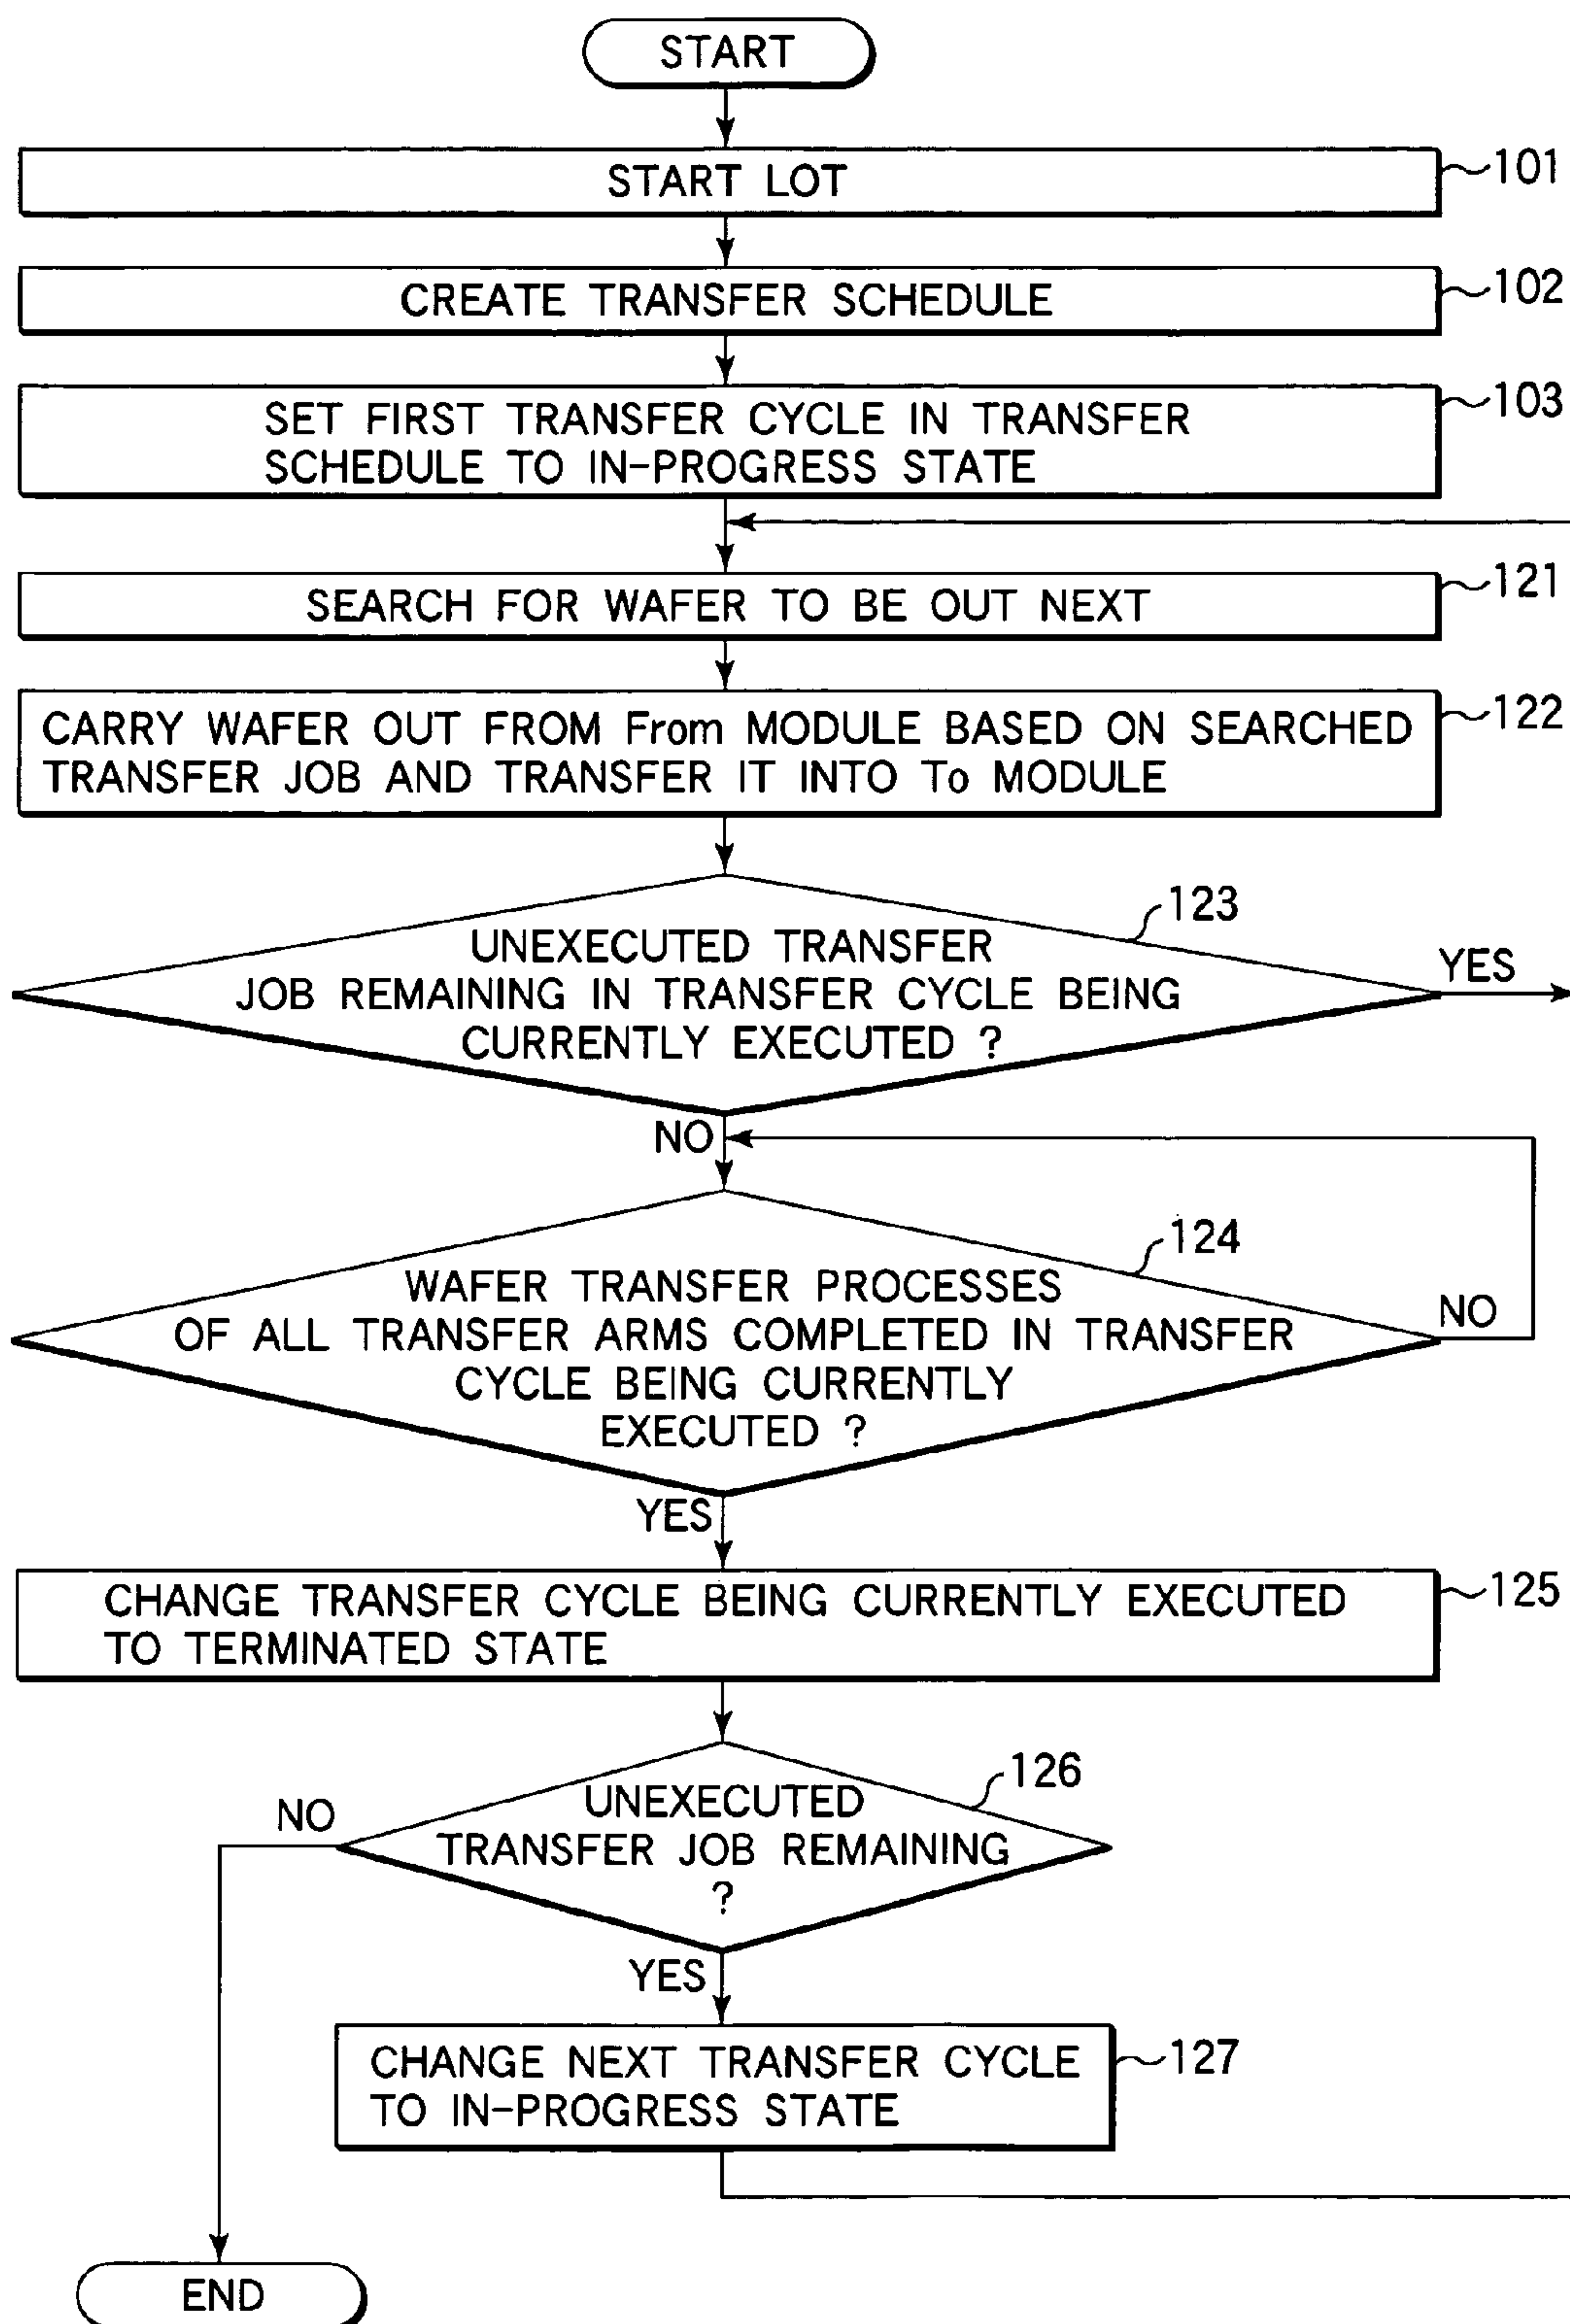 START
START LOT
101
CREATE TRANSFER SCHEDULE
102
SET FIRST TRANSFER CYCLE IN TRANSFER
SCHEDULE TO IN-PROGRESS STATE
103
SEARCH FOR WAFER TO BE OUT NEXT
121
CARRY WAFER OUT FROM From MODULE BASED ON SEARCHED
TRANSFER JOB AND TRANSFER IT INTO To MODULE
122
123
UNEXECUTED TRANSFER
JOB REMAINING IN TRANSFER CYCLE BEING
CURRENTLY EXECUTED ?
YES
NO
124
WAFER TRANSFER PROCESSES
OF ALL TRANSFER ARMS COMPLETED IN TRANSFER
CYCLE BEING CURRENTLY
EXECUTED ?
NO
YES
CHANGE TRANSFER CYCLE BEING CURRENTLY EXECUTED
TO TERMINATED STATE
125
126
UNEXECUTED
TRANSFER JOB REMAINING
?
NO
YES
CHANGE NEXT TRANSFER CYCLE
TO IN-PROGRESS STATE
127
END